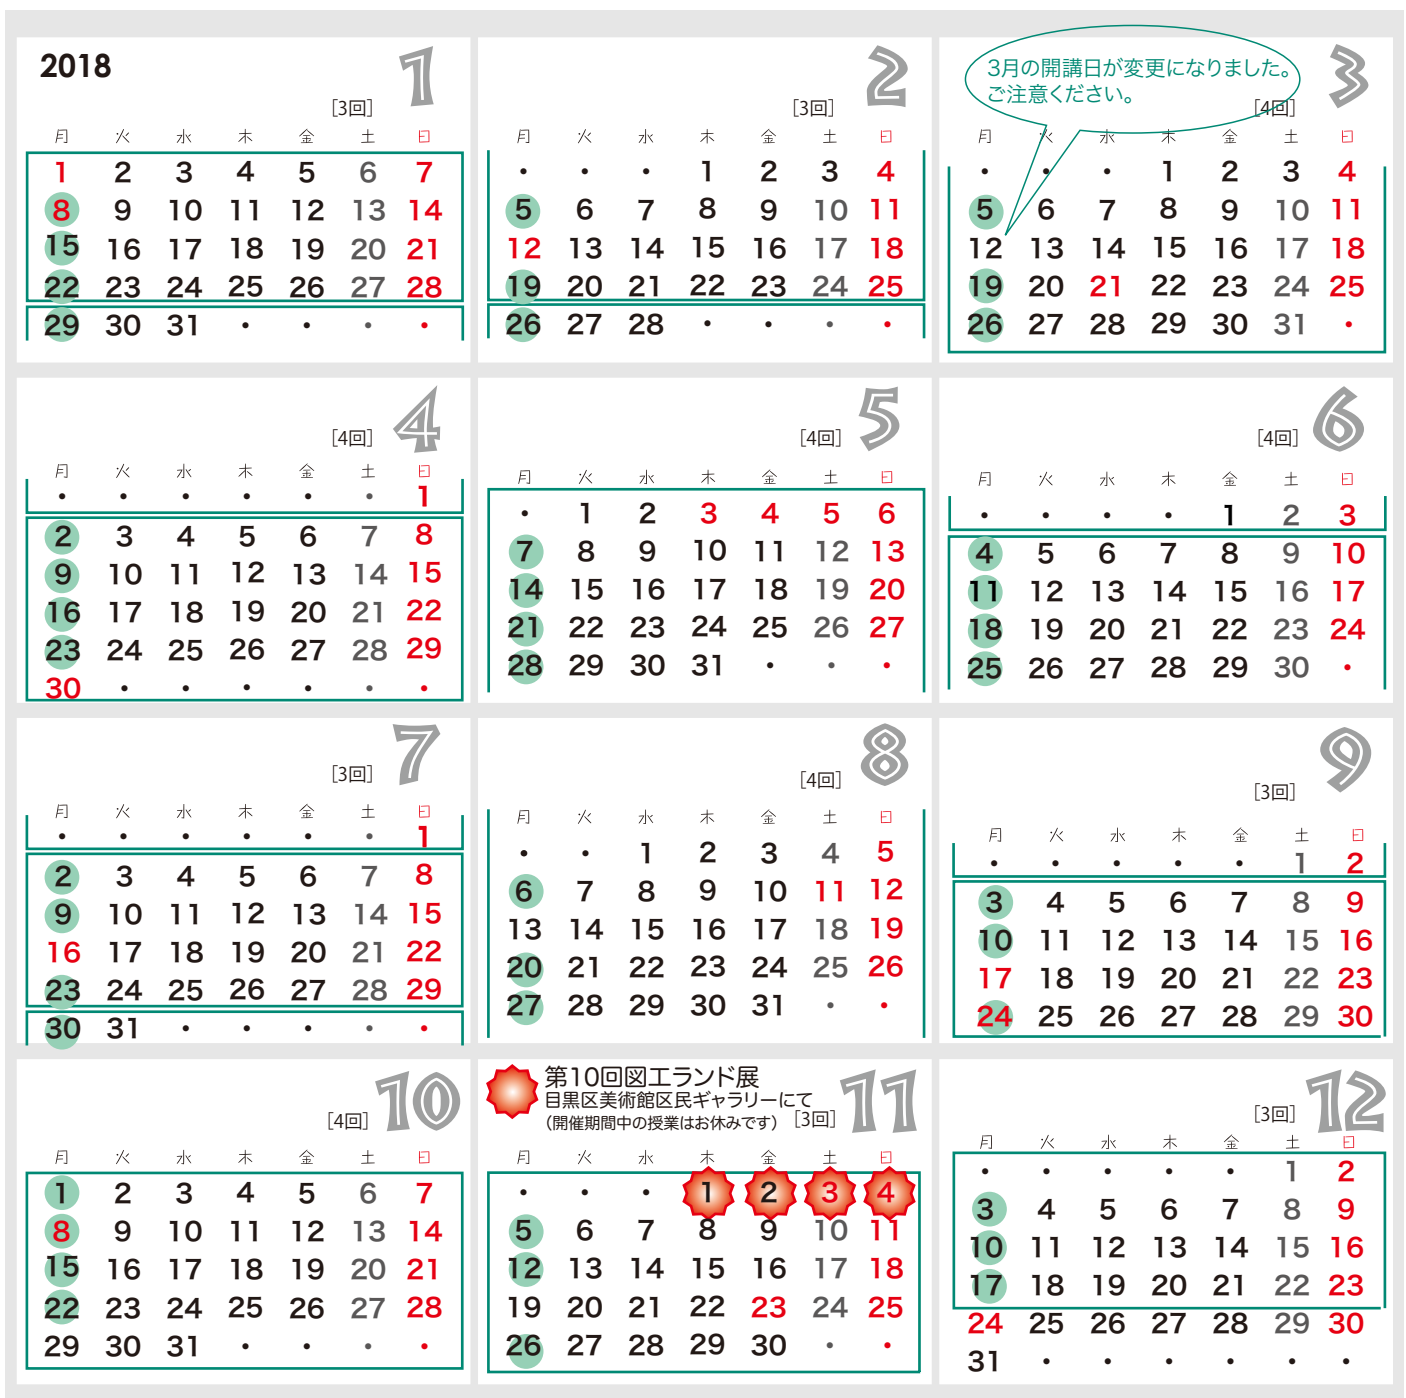 2018
1
[3回]
月 火 水 木 金 土 日
1 2 3 4 5 6 7
8 9 10 11 12 13 14
15 16 17 18 19 20 21
22 23 24 25 26 27 28
29 30 31 • • • •
2
[3回]
月 火 水 木 金 土 日
• • • 1 2 3 4
5 6 7 8 9 10 11
12 13 14 15 16 17 18
19 20 21 22 23 24 25
26 27 28 • • • •
3月の開講日が変更になりました。
ご注意ください。
3
[4回]
月 火 水 木 金 土 日
• • • 1 2 3 4
5 6 7 8 9 10 11
12 13 14 15 16 17 18
19 20 21 22 23 24 25
26 27 28 29 30 31 •
4
[4回]
月 火 水 木 金 土 日
• • • • • • 1
2 3 4 5 6 7 8
9 10 11 12 13 14 15
16 17 18 19 20 21 22
23 24 25 26 27 28 29
30 • • • • • •
5
[4回]
月 火 水 木 金 土 日
• 1 2 3 4 5 6
7 8 9 10 11 12 13
14 15 16 17 18 19 20
21 22 23 24 25 26 27
28 29 30 31 • • •
6
[4回]
月 火 水 木 金 土 日
• • • • 1 2 3
4 5 6 7 8 9 10
11 12 13 14 15 16 17
18 19 20 21 22 23 24
25 26 27 28 29 30 •
7
[3回]
月 火 水 木 金 土 日
• • • • • • 1
2 3 4 5 6 7 8
9 10 11 12 13 14 15
16 17 18 19 20 21 22
23 24 25 26 27 28 29
30 31 • • • • •
8
[4回]
月 火 水 木 金 土 日
• • 1 2 3 4 5
6 7 8 9 10 11 12
13 14 15 16 17 18 19
20 21 22 23 24 25 26
27 28 29 30 31 • •
9
[3回]
月 火 水 木 金 土 日
• • • • • 1 2
3 4 5 6 7 8 9
10 11 12 13 14 15 16
17 18 19 20 21 22 23
24 25 26 27 28 29 30
10
[4回]
月 火 水 木 金 土 日
1 2 3 4 5 6 7
8 9 10 11 12 13 14
15 16 17 18 19 20 21
22 23 24 25 26 27 28
29 30 31 • • • •
第10回図工ランド展
目黒区美術館区民ギャラリーにて
（開催期間中の授業はお休みです）
[3回]
11
月 火 水 木 金 土 日
• • • 1 2 3 4
5 6 7 8 9 10 11
12 13 14 15 16 17 18
19 20 21 22 23 24 25
26 27 28 29 30 • •
12
[3回]
月 火 水 木 金 土 日
• • • • • 1 2
3 4 5 6 7 8 9
10 11 12 13 14 15 16
17 18 19 20 21 22 23
24 25 26 27 28 29 30
31 • • • • • •